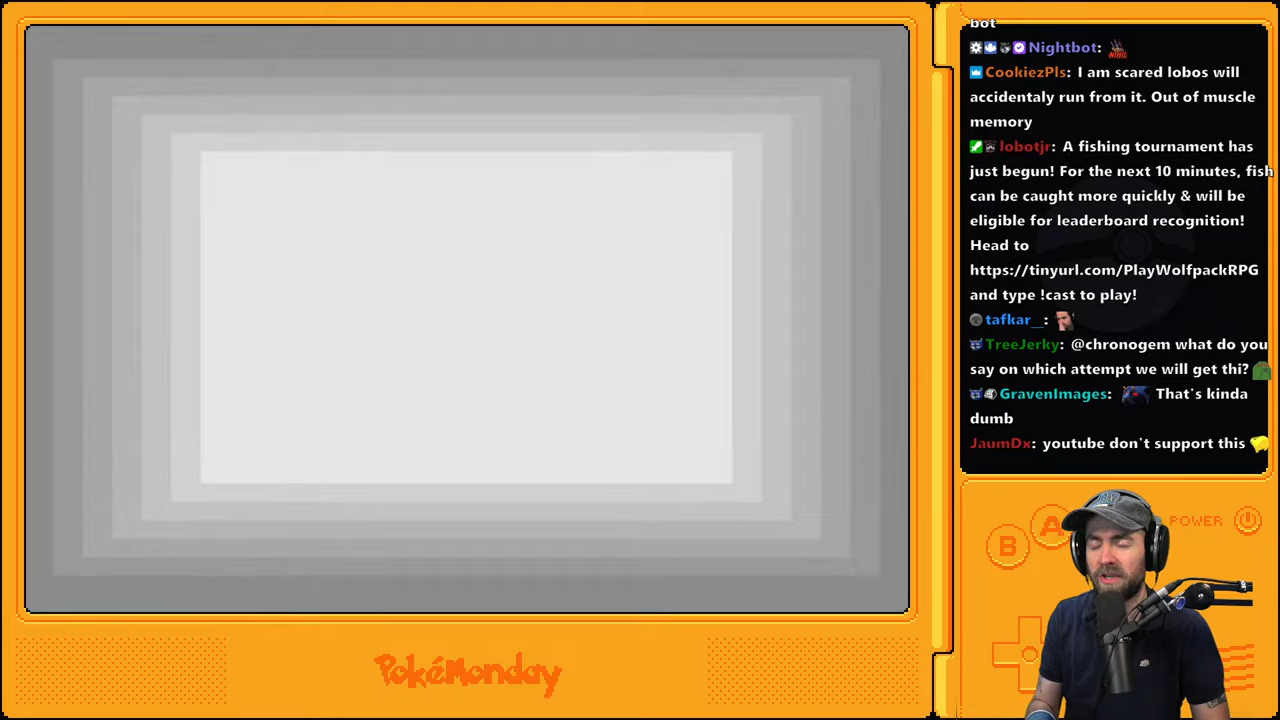 bot
Nightbot:
CookiezPls: I am scared lobos will
accidentaly run from it. Out of muscle
memory
lobotjr: A fishing tournament has
just begun! For the next 10 minutes, fish
can be caught more quickly & will be
eligible for leaderboard recognition!
Head to
https://tinyurl.com/PlayWolfpackRPG
and type !cast to play!
tafkar__:
TreeJerky: @chronogem what do you
say on which attempt we will get thi?
GravenImages: That's kinda
dumb
JaumDx: youtube don't support this
B A POWER
PokéMonday